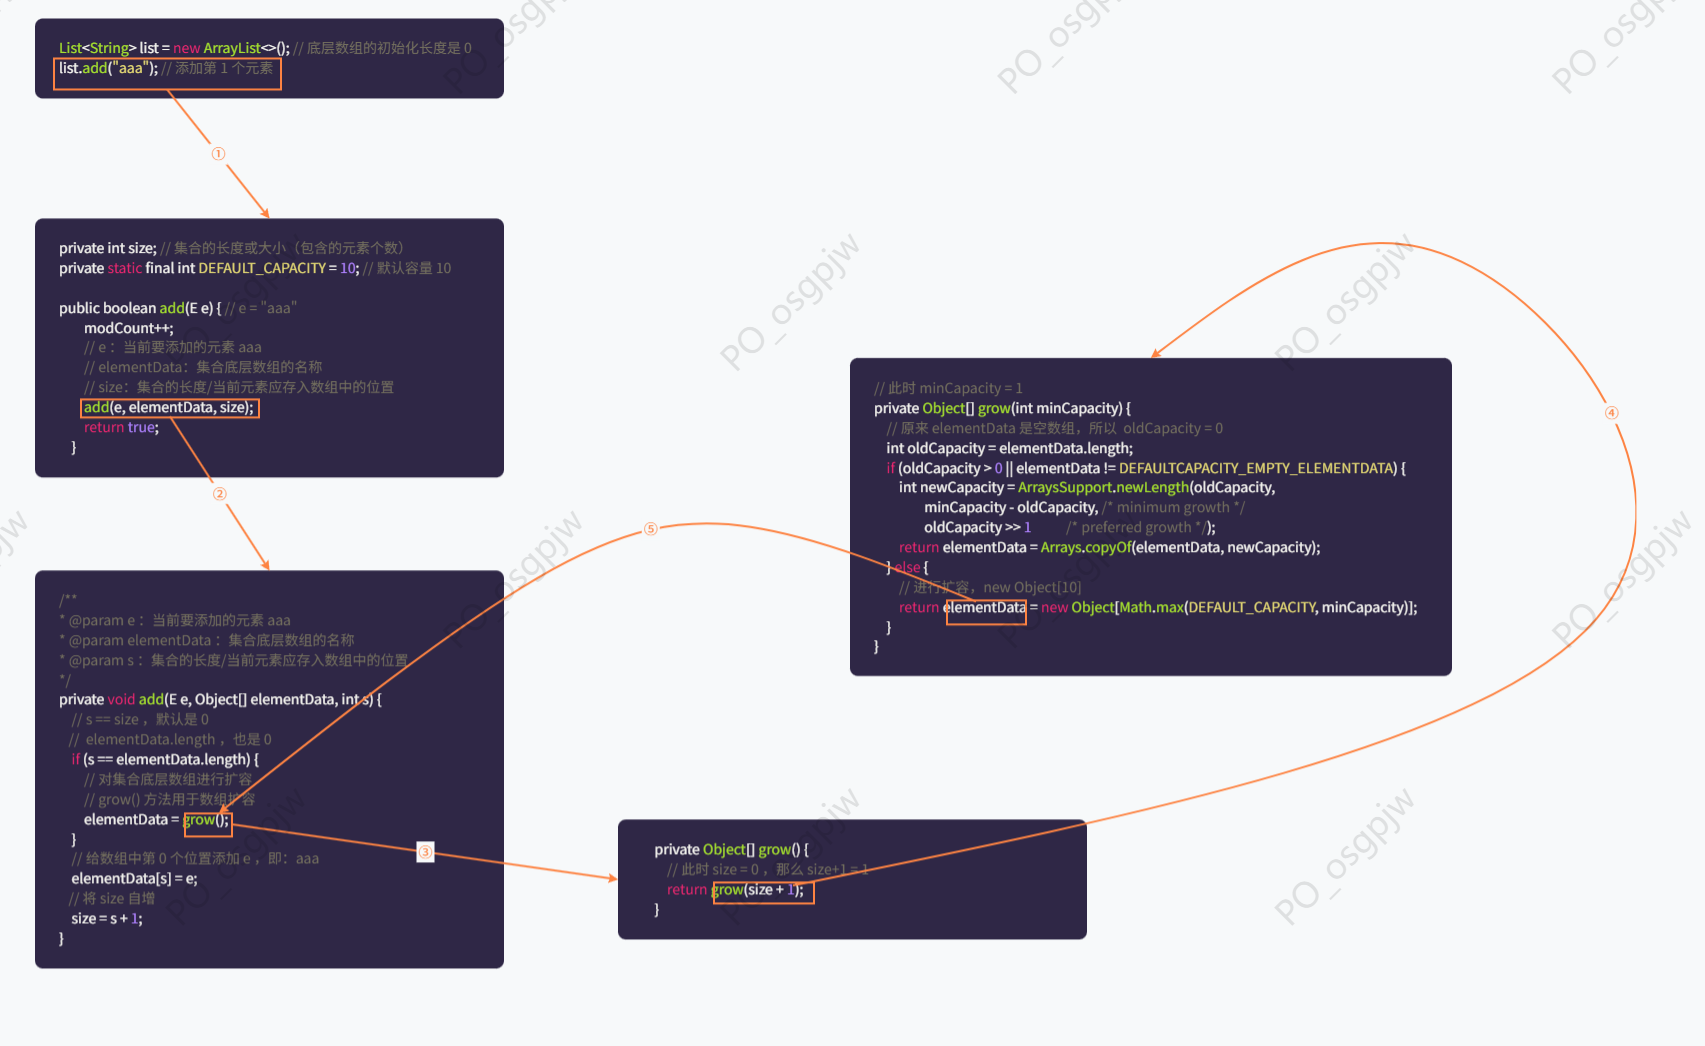 List<String> list = new ArrayList<>(); // 底层数组的初始化长度是 0
list.add("aaa"); // 添加第 1 个元素
①
private int size; // 集合的长度或大小（包含的元素个数）
private static final int DEFAULT_CAPACITY = 10; // 默认容量 10
public boolean add(E e) { // e = "aaa"
modCount++;
// e ：当前要添加的元素 aaa
// elementData：集合底层数组的名称
// size：集合的长度/当前元素应存入数组中的位置
add(e, elementData, size);
return true;
}
②
/**
* @param e ：当前要添加的元素 aaa
* @param elementData ：集合底层数组的名称
* @param s ：集合的长度/当前元素应存入数组中的位置
*/
private void add(E e, Object[] elementData, int s) {
// s == size ，默认是 0
// elementData.length ，也是 0
if (s == elementData.length) {
// 对集合底层数组进行扩容
// grow() 方法用于数组扩容
elementData = grow();
}
// 给数组中第 0 个位置添加 e ，即：aaa
elementData[s] = e;
// 将 size 自增
size = s + 1;
}
③
private Object[] grow() {
// 此时 size = 0 ，那么 size+1 = 1
return grow(size + 1);
}
④
// 此时 minCapacity = 1
private Object[] grow(int minCapacity) {
// 原来 elementData 是空数组，所以 oldCapacity = 0
int oldCapacity = elementData.length;
if (oldCapacity > 0 || elementData != DEFAULTCAPACITY_EMPTY_ELEMENTDATA) {
int newCapacity = ArraysSupport.newLength(oldCapacity,
minCapacity - oldCapacity, /* minimum growth */
oldCapacity >> 1 /* preferred growth */);
return elementData = Arrays.copyOf(elementData, newCapacity);
} else {
// 进行扩容，new Object[10]
return elementData = new Object[Math.max(DEFAULT_CAPACITY, minCapacity)];
}
}
⑤
PO_osgpjw
PO_osgpjw
PO_osgpjw
PO_osgpjw
PO_osgpjw
PO_osgpjw
pjw
PO_osgpjw
PO_osgpjw
PO_osgpjw
PO_osgpjw
PO_osgpjw
PO_osgpjw